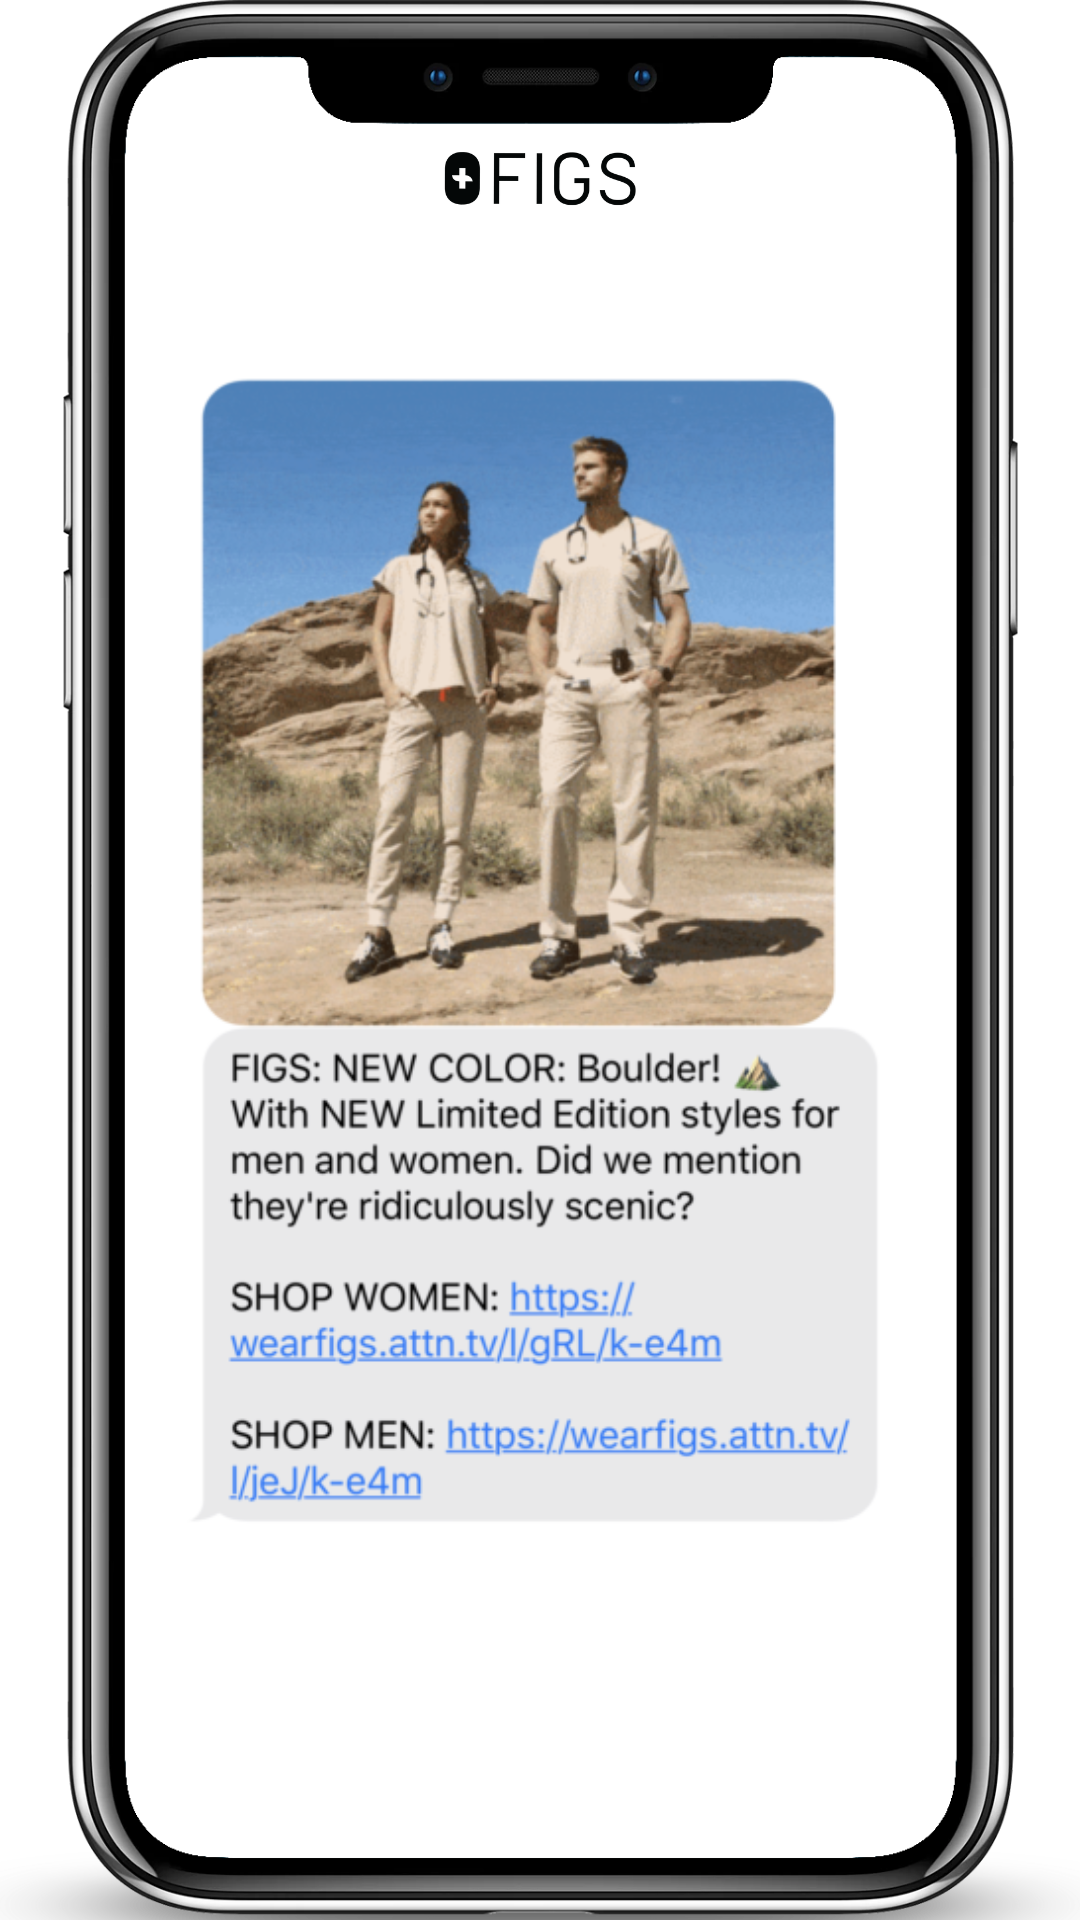 FIGS
FIGS: NEW COLOR: Boulder! ⛰️
With NEW Limited Edition styles for
men and women. Did we mention
they're ridiculously scenic?
SHOP WOMEN: https://
wearfigs.attn.tv/l/gRL/k-e4m
SHOP MEN: https://wearfigs.attn.tv/
l/jeJ/k-e4m